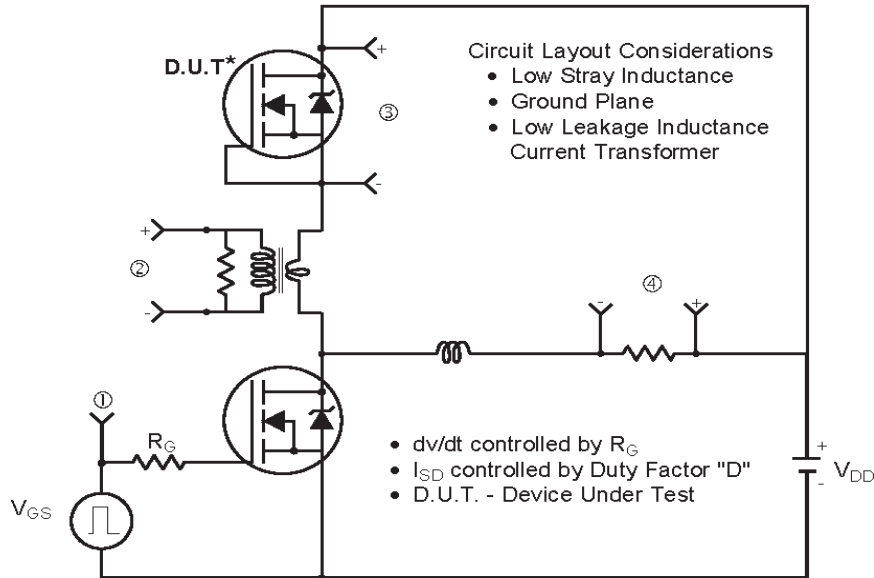 D.U.T*
+
-
③
Circuit Layout Considerations
• Low Stray Inductance
• Ground Plane
• Low Leakage Inductance
Current Transformer
+
②
-
-
④
+
①
RG
VGS
• dv/dt controlled by RG
• ISD controlled by Duty Factor "D"
• D.U.T. - Device Under Test
+
VDD
-